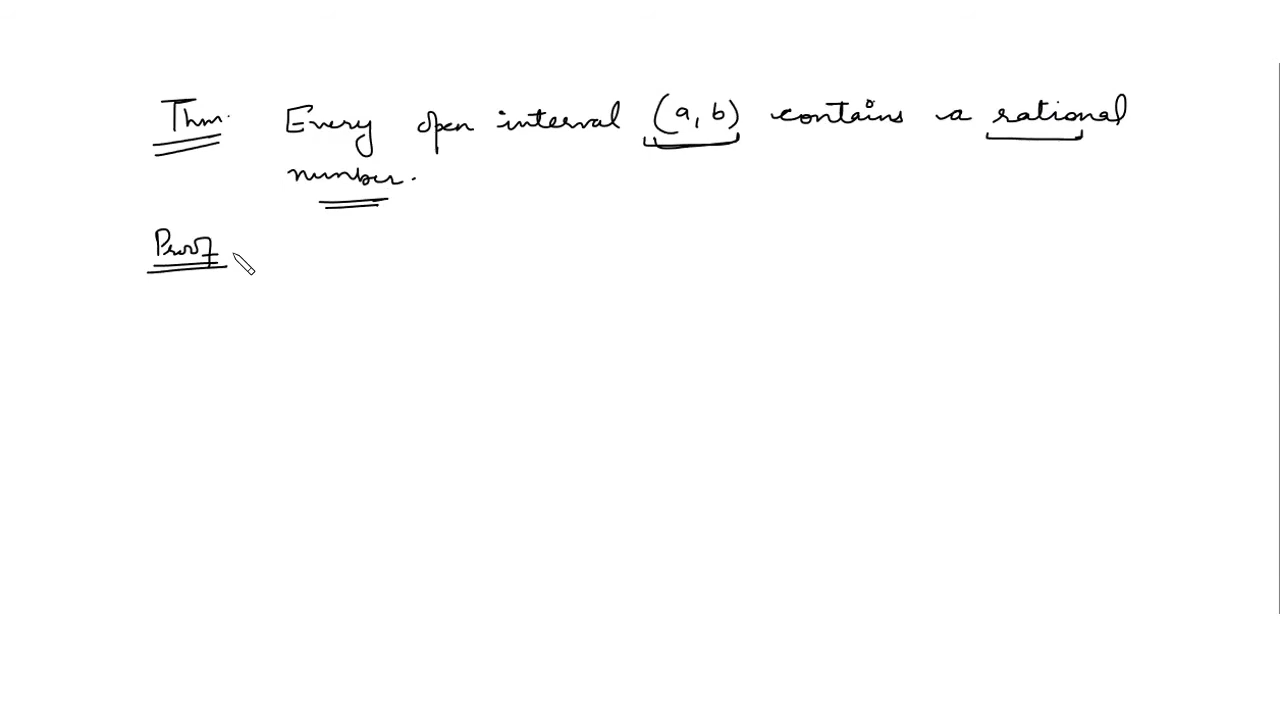 Thm. Every open interval (a, b) contains a rational
number.
Proof